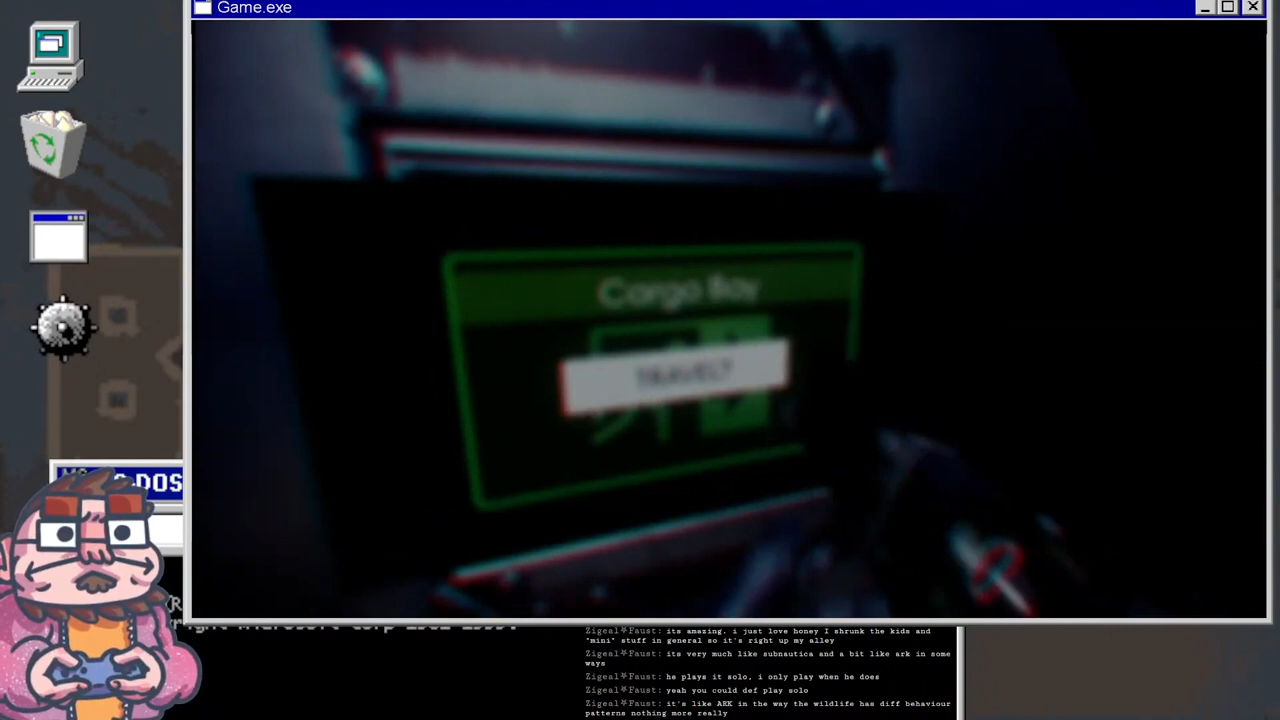 Game.exe
Cargo Bay
TRAVEL?
DOS
Zigeal Faust: its amazing. i just love honey I shrunk the kids and
"mini" stuff in general so it's right up my alley
Zigeal Faust: its very much like subnautica and a bit like ark in some
ways
Zigeal Faust: he plays it solo, i only play when he does
Zigeal Faust: yeah you could def play solo
Zigeal Faust: it's like ARK in the way the wildlife has diff behaviour
patterns nothing more really